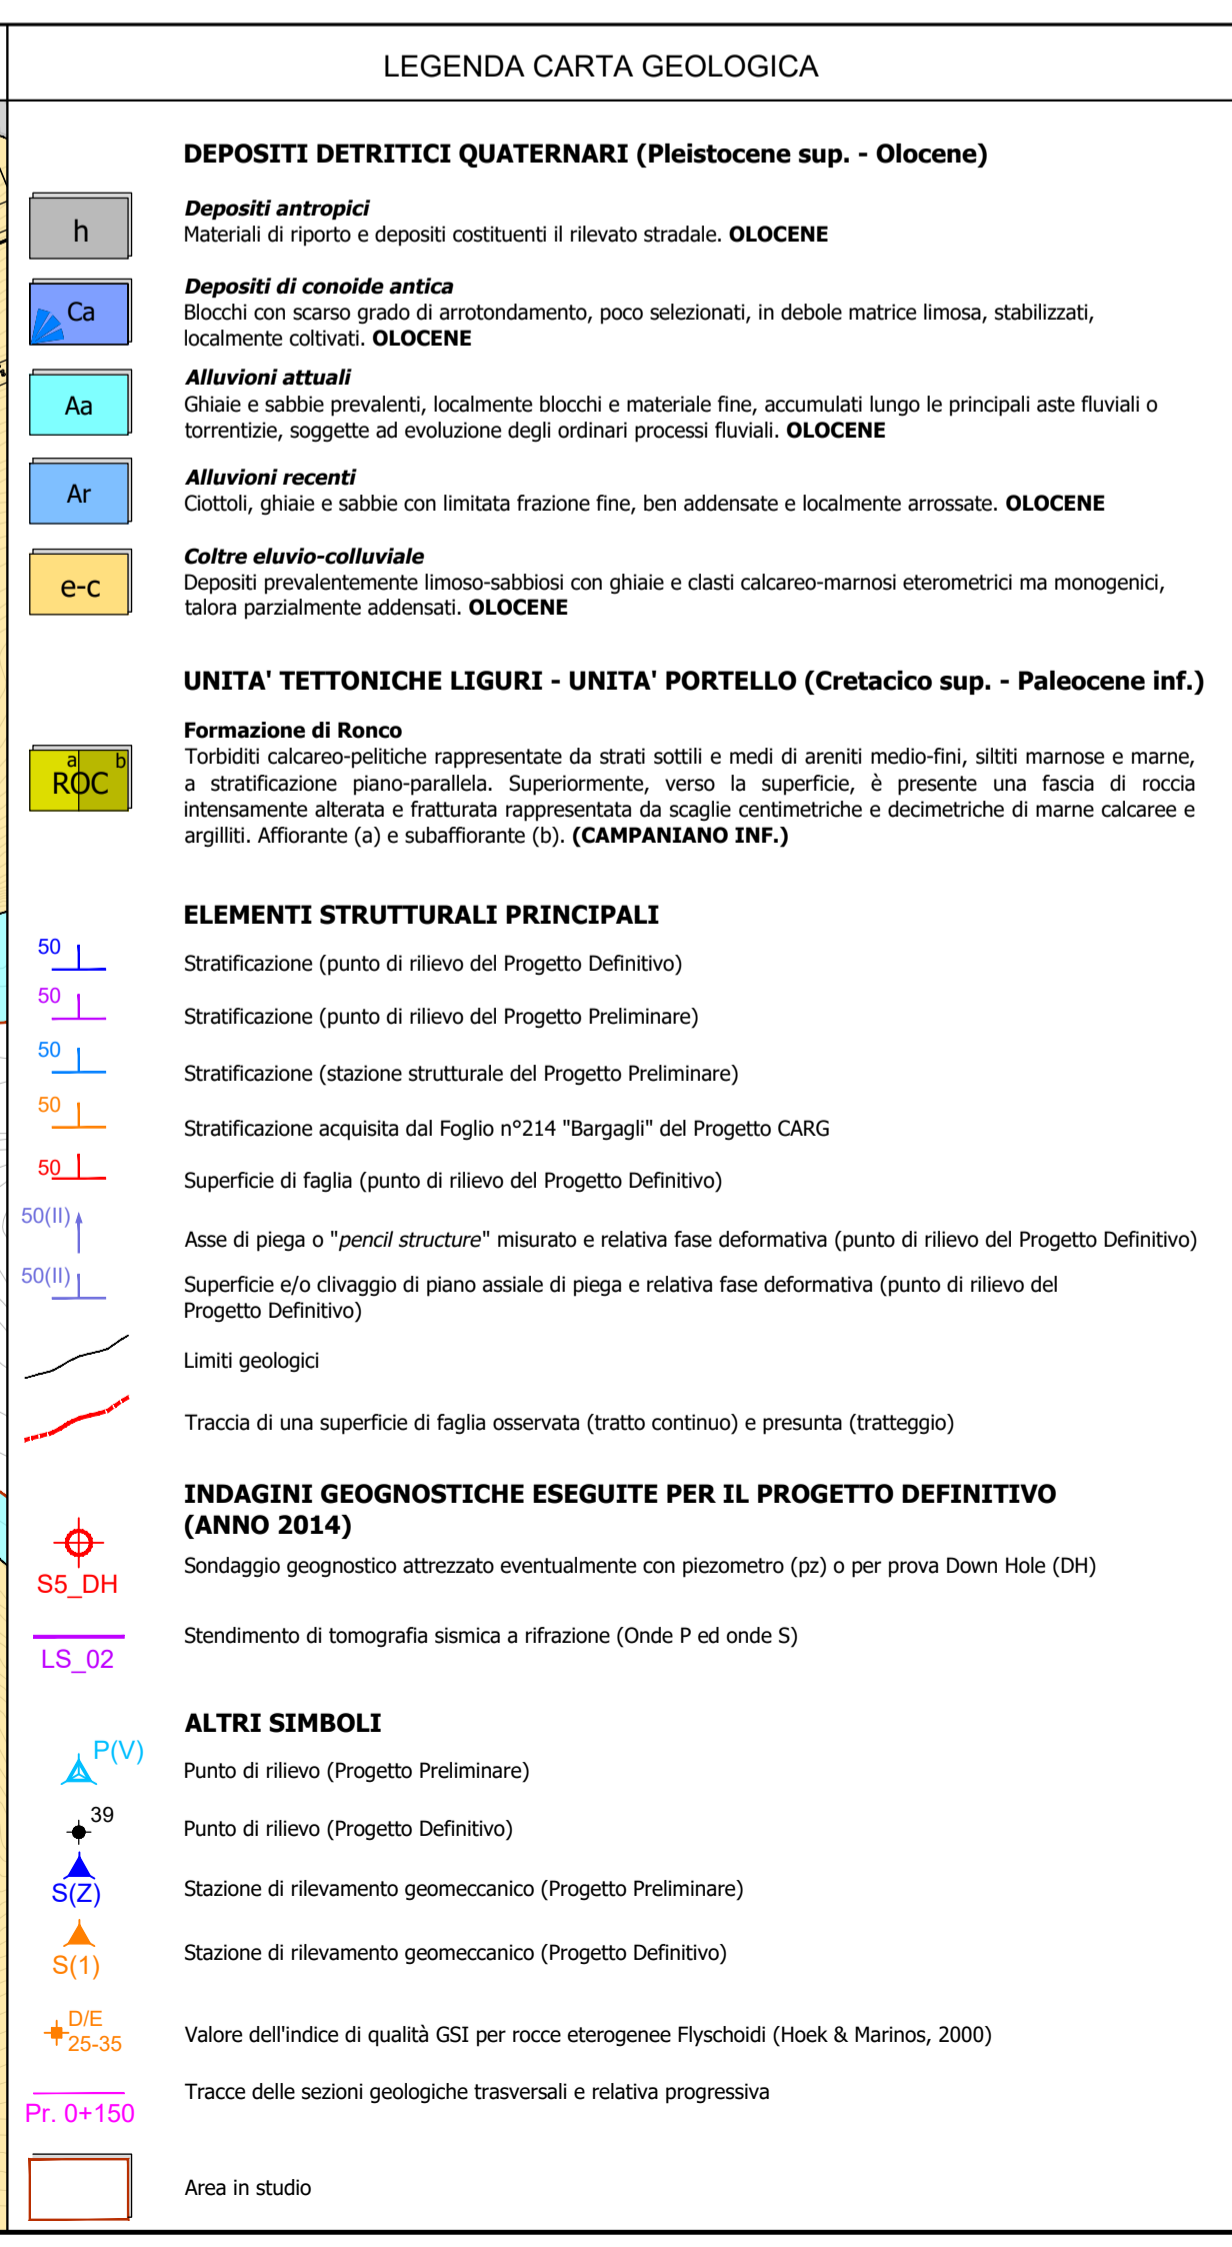 LEGENDA CARTA GEOLOGICA
DEPOSITI DETRITICI QUATERNARI (Pleistocene sup. - Olocene)
h
Depositi antropici
Materiali di riporto e depositi costituenti il rilevato stradale. OLOCENE
Ca
Depositi di conoide antica
Blocchi con scarso grado di arrotondamento, poco selezionati, in debole matrice limosa, stabilizzati,
localmente coltivati. OLOCENE
Aa
Alluvioni attuali
Ghiaie e sabbie prevalenti, localmente blocchi e materiale fine, accumulati lungo le principali aste fluviali o
torrentizie, soggette ad evoluzione degli ordinari processi fluviali. OLOCENE
Ar
Alluvioni recenti
Ciottoli, ghiaie e sabbie con limitata frazione fine, ben addensate e localmente arrossate. OLOCENE
e-c
Coltre eluvio-colluviale
Depositi prevalentemente limoso-sabbiosi con ghiaie e clasti calcareo-marnosi eterometrici ma monogenici,
talora parzialmente addensati. OLOCENE
UNITA' TETTONICHE LIGURI - UNITA' PORTELLO (Cretacico sup. - Paleocene inf.)
a b
ROC
Formazione di Ronco
Torbiditi calcareo-pelitiche rappresentate da strati sottili e medi di areniti medio-fini, siltiti marnose e marne,
a stratificazione piano-parallela. Superiormente, verso la superficie, è presente una fascia di roccia
intensamente alterata e fratturata rappresentata da scaglie centimetriche e decimetriche di marne calcaree e
argilliti. Affiorante (a) e subaffiorante (b). (CAMPANIANO INF.)
ELEMENTI STRUTTURALI PRINCIPALI
50
Stratificazione (punto di rilievo del Progetto Definitivo)
50
Stratificazione (punto di rilievo del Progetto Preliminare)
50
Stratificazione (stazione strutturale del Progetto Preliminare)
50
Stratificazione acquisita dal Foglio n°214 "Bargagli" del Progetto CARG
50
Superficie di faglia (punto di rilievo del Progetto Definitivo)
50(II)
Asse di piega o "pencil structure" misurato e relativa fase deformativa (punto di rilievo del Progetto Definitivo)
50(II)
Superficie e/o clivaggio di piano assiale di piega e relativa fase deformativa (punto di rilievo del
Progetto Definitivo)
Limiti geologici
Traccia di una superficie di faglia osservata (tratto continuo) e presunta (tratteggio)
INDAGINI GEOGNOSTICHE ESEGUITE PER IL PROGETTO DEFINITIVO
(ANNO 2014)
S5_DH
Sondaggio geognostico attrezzato eventualmente con piezometro (pz) o per prova Down Hole (DH)
LS_02
Stendimento di tomografia sismica a rifrazione (Onde P ed onde S)
ALTRI SIMBOLI
P(V)
Punto di rilievo (Progetto Preliminare)
39
Punto di rilievo (Progetto Definitivo)
S(Z)
Stazione di rilevamento geomeccanico (Progetto Preliminare)
S(1)
Stazione di rilevamento geomeccanico (Progetto Definitivo)
D/E
25-35
Valore dell'indice di qualità GSI per rocce eterogenee Flyschoidi (Hoek & Marinos, 2000)
Pr. 0+150
Tracce delle sezioni geologiche trasversali e relativa progressiva
Area in studio